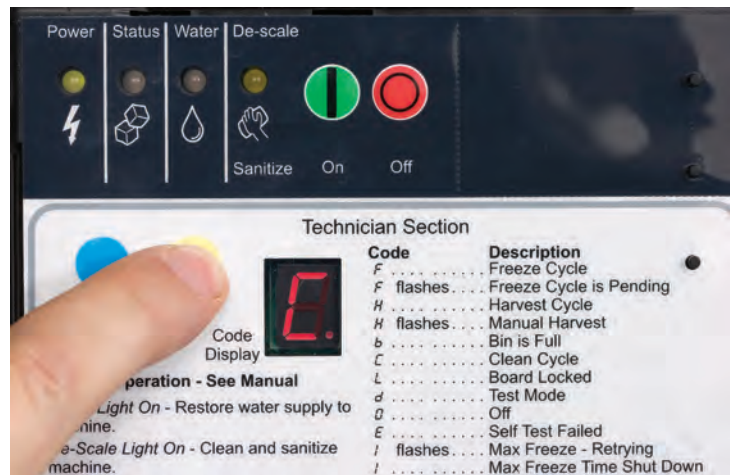 Power Status Water De-scale
Sanitize On Off
Technician Section
Code Description
F . . . . . . . . . . Freeze Cycle
F flashes . . . . Freeze Cycle is Pending
H . . . . . . . . . . Harvest Cycle
H flashes . . . . Manual Harvest
b . . . . . . . . . . Bin is Full
C . . . . . . . . . . Clean Cycle
L . . . . . . . . . . Board Locked
d . . . . . . . . . . Test Mode
O . . . . . . . . . . Off
E . . . . . . . . . . Self Test Failed
1 flashes . . . . Max Freeze - Retrying
1 . . . . . . . . . . Max Freeze Time Shut Down
C.
Code
Display
- See Manual
Light On - Restore water supply to
Light On - Clean and sanitize
machine.